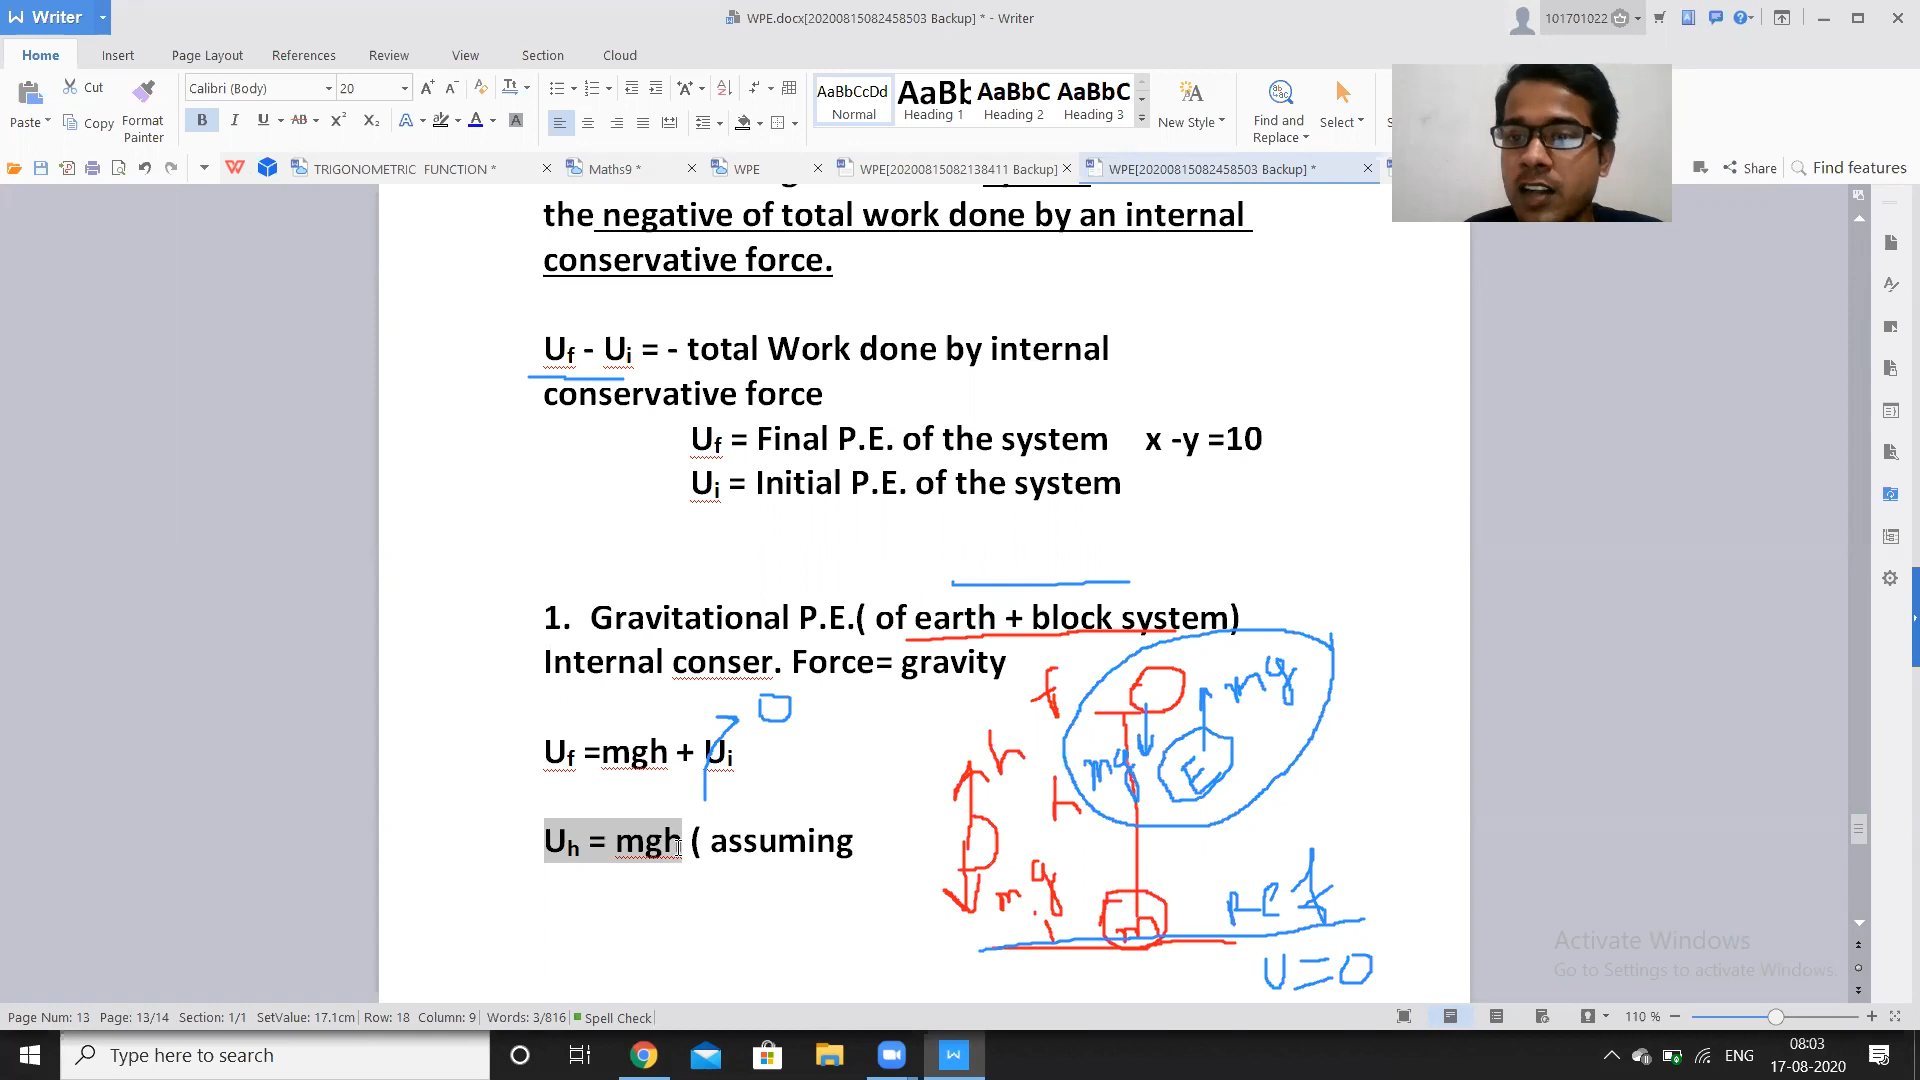 Writer
WPE.docx[20200815082458503 Backup] * - Writer
101701022
Home Insert Page Layout References Review View Section Cloud
Paste Cut Copy Format Painter
Calibri (Body) 20
AaBbCcDd AaBb AaBbC AaBbC
Normal Heading 1 Heading 2 Heading 3
New Style Find and Replace Select
TRIGONOMETRIC FUNCTION * Maths9 * WPE WPE[20200815082138411 Backup] WPE[20200815082458503 Backup] * Share Find features
the negative of total work done by an internal
conservative force.
Uf - Ui = - total Work done by internal
conservative force
Uf = Final P.E. of the system x -y =10
Ui = Initial P.E. of the system
1. Gravitational P.E.( of earth + block system)
Internal conser. Force= gravity
f
mg
0
Uf =mgh + Ui
h
mg
E
h
Uh = mgh ( assuming
mg
m
ref
U=0
Activate Windows
Go to Settings to activate Windows.
Page Num: 13 Page: 13/14 Section: 1/1 SetValue: 17.1cm Row: 18 Column: 9 Words: 3/816 Spell Check 110 %
Type here to search
ENG
08:03
17-08-2020